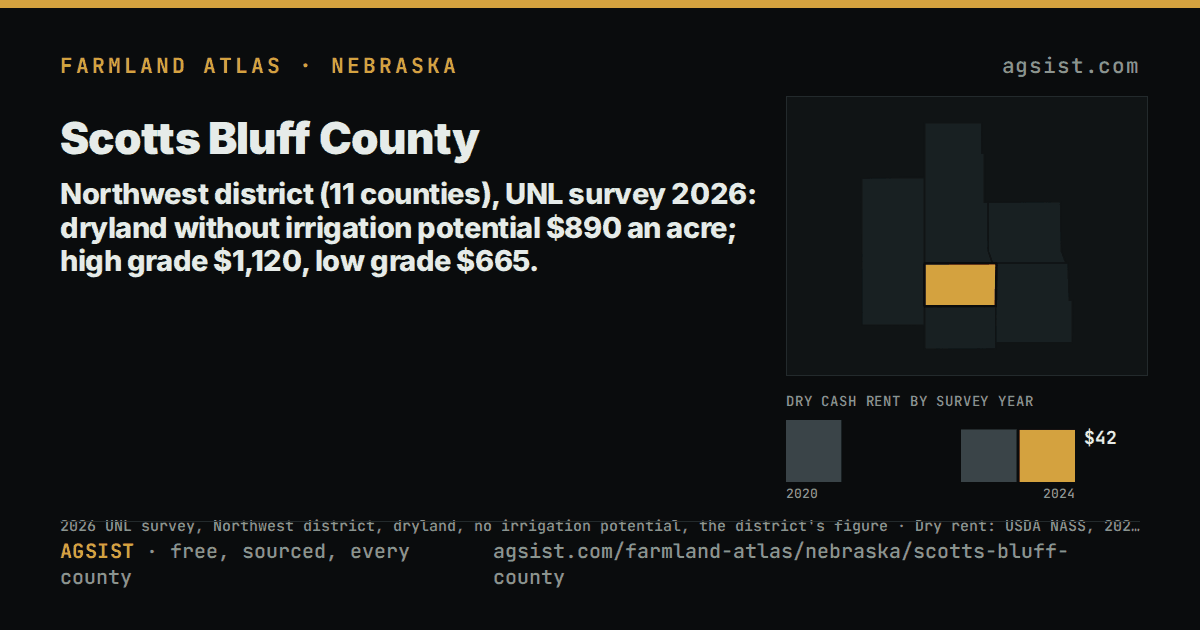 FARMLAND ATLAS · NEBRASKA
agsist.com
Scotts Bluff County
Northwest district (11 counties), UNL survey 2026:
dryland without irrigation potential $890 an acre;
high grade $1,120, low grade $665.
DRY CASH RENT BY SURVEY YEAR
$42
2020
2024
2026 UNL survey, Northwest district, dryland, no irrigation potential, the district's figure · Dry rent: USDA NASS, 202…
AGSIST · free, sourced, every
county
agsist.com/farmland-atlas/nebraska/scotts-bluff-
county